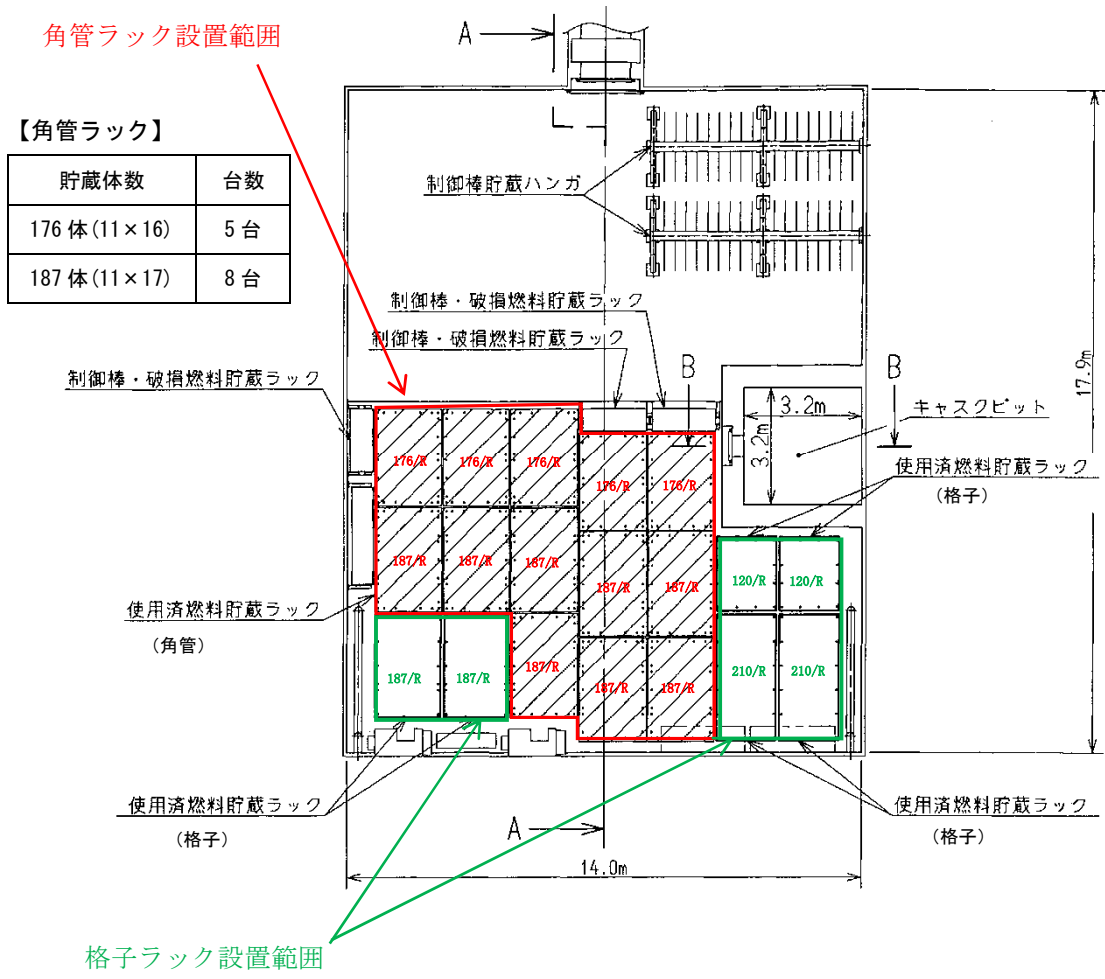 A
角管ラック設置範囲
【角管ラック】
貯蔵体数 台数
176 体(11×16) 5 台
187 体(11×17) 8 台
制御棒貯蔵ハンガ
制御棒・破損燃料貯蔵ラック
制御棒・破損燃料貯蔵ラック
制御棒・破損燃料貯蔵ラック
B B
17.9m
3.2m
3.2m
キャスクピット
使用済燃料貯蔵ラック
(格子)
176/R 176/R 176/R
176/R 176/R
187/R 187/R 187/R
187/R 187/R
120/R 120/R
使用済燃料貯蔵ラック
(角管)
187/R 187/R
187/R
187/R 187/R
210/R 210/R
使用済燃料貯蔵ラック
(格子)
使用済燃料貯蔵ラック
(格子)
A
14.0m
格子ラック設置範囲